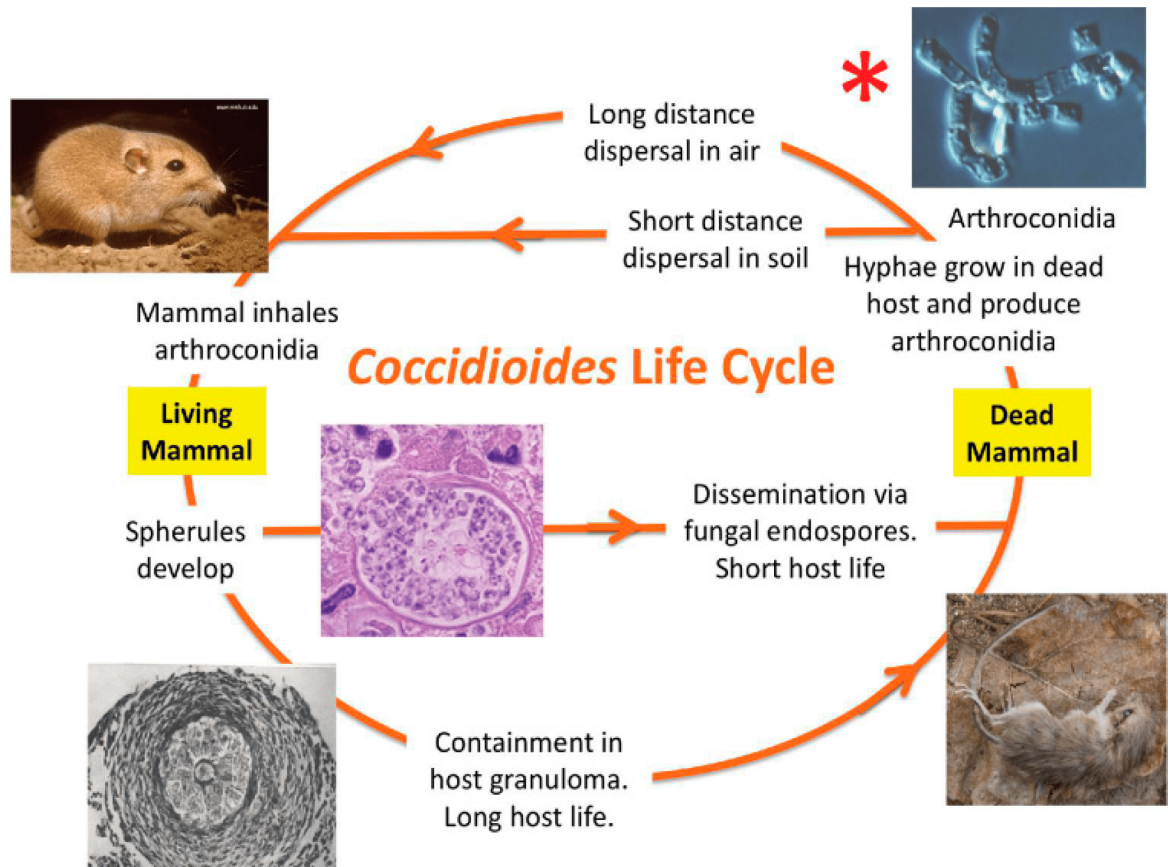 *
Long distance
dispersal in air
Short distance
dispersal in soil
Arthroconidia
Hyphae grow in dead
host and produce
arthroconidia
Mammal inhales
arthroconidia
Coccidioides Life Cycle
Living
Mammal
Dead
Mammal
Spherules
develop
Dissemination via
fungal endospores.
Short host life
Containment in
host granuloma.
Long host life.